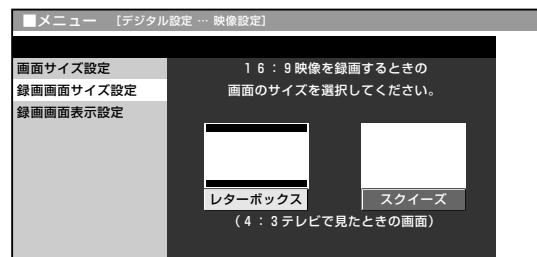 ■メニュー [デジタル設定 … 映像設定]
画面サイズ設定
録画画面サイズ設定
録画画面表示設定
１６：９映像を録画するときの
画面のサイズを選択してください。
レターボックス
スクイーズ
（４：３テレビで見たときの画面）